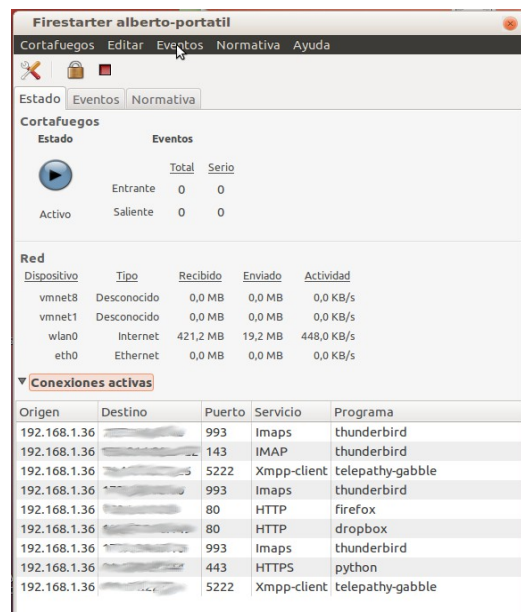 Firestarter alberto-portatil
Cortafuegos Editar Eventos Normativa Ayuda
Estado Eventos Normativa
Cortafuegos
Estado Eventos
Total Serio
Entrante 0 0
Activo Saliente 0 0
Red
Dispositivo Tipo Recibido Enviado Actividad
vmnet8 Desconocido 0,0 MB 0,0 MB 0,0 KB/s
vmnet1 Desconocido 0,0 MB 0,0 MB 0,0 KB/s
wlan0 Internet 421,2 MB 19,2 MB 448,0 KB/s
eth0 Ethernet 0,0 MB 0,0 MB 0,0 KB/s
Conexiones activas
Origen Destino Puerto Servicio Programa
192.168.1.36 993 Imaps thunderbird
192.168.1.36 143 IMAP thunderbird
192.168.1.36 5222 Xmpp-client telepathy-gabble
192.168.1.36 993 Imaps thunderbird
192.168.1.36 80 HTTP firefox
192.168.1.36 80 HTTP dropbox
192.168.1.36 993 Imaps thunderbird
192.168.1.36 443 HTTPS python
192.168.1.36 5222 Xmpp-client telepathy-gabble